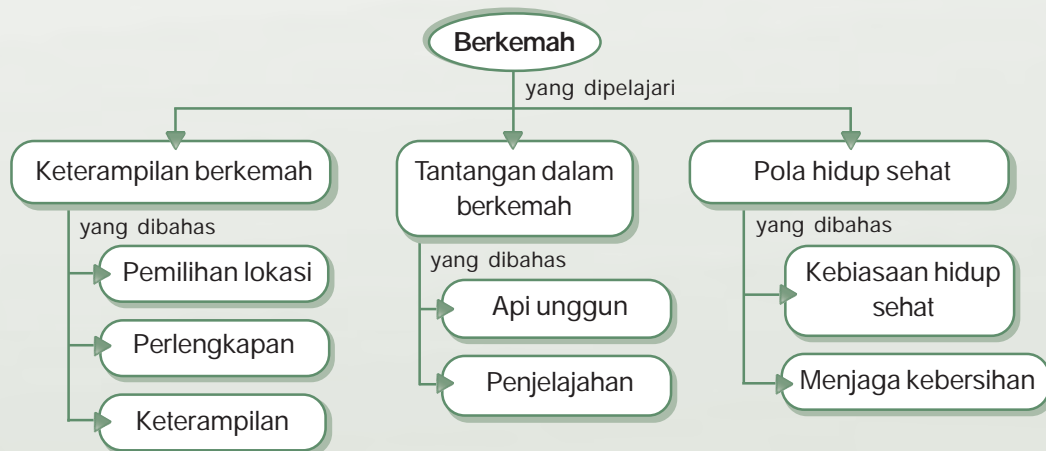 Berkemah
yang dipelajari
Keterampilan berkemah
yang dibahas
Pemilihan lokasi
Perlengkapan
Keterampilan
Tantangan dalam
berkemah
yang dibahas
Api unggun
Penjelajahan
Pola hidup sehat
yang dibahas
Kebiasaan hidup
sehat
Menjaga kebersihan